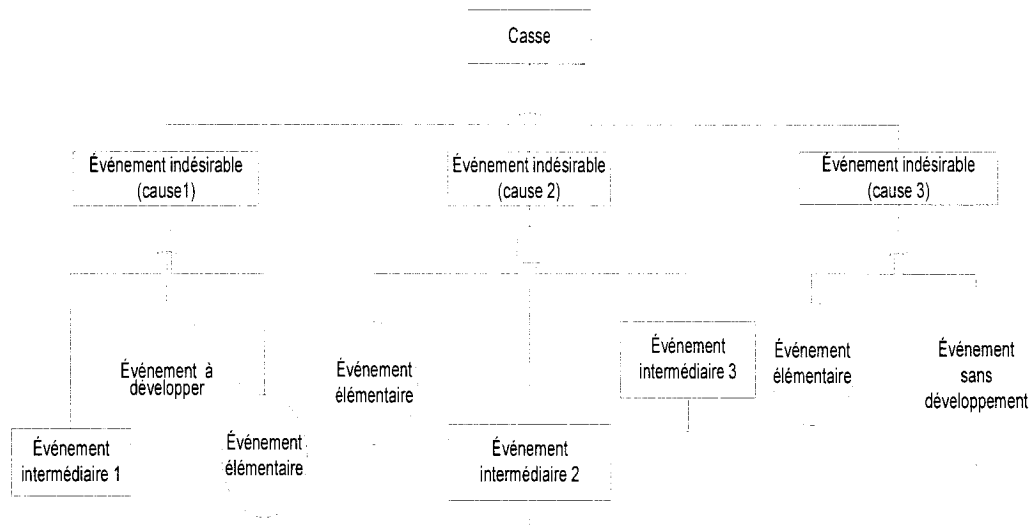 Casse
Événement indésirable
(cause1)
Événement indésirable
(cause 2)
Événement indésirable
(cause 3)
Événement à
développer
Événement
intermédiaire 1
Événement
élémentaire
Événement
élémentaire
Événement
intermédiaire 2
Événement
intermédiaire 3
Événement
élémentaire
Événement
sans
développement